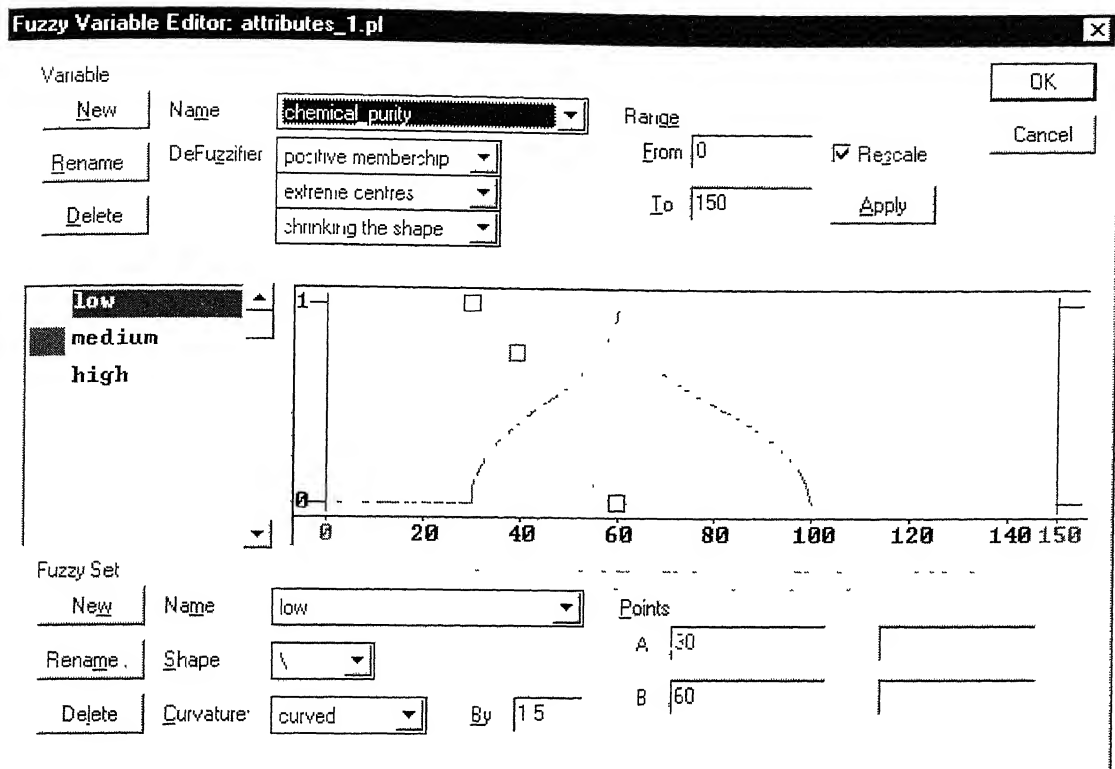 Fuzzy Variable Editor: attributes_1.pl
Variable
OK
New
Name
chemical_purity
Range
From
0
Rescale
Cancel
Rename
DeFuzzifier
positive membership
extreme centres
To
150
Apply
Delete
shrinking the shape
low
medium
high
1
0
0 20 40 60 80 100 120 140 150
Fuzzy Set
New
Name
low
Points
A
30
Rename.
Shape
\
B
60
Delete
Curvature:
curved
By
1.5